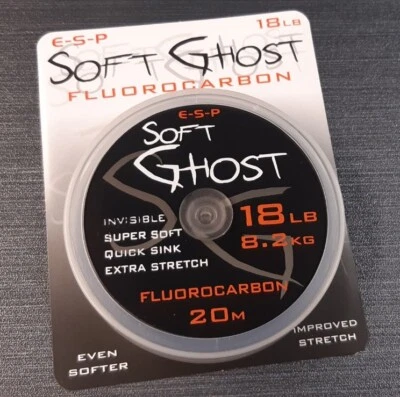 E-S-P
18LB
SOFT GHOST
FLUOROCARBON
E-S-P
SOFT
GHOST
INVISIBLE
SUPER SOFT
QUICK SINK
EXTRA STRETCH
18LB
8.2KG
FLUOROCARBON
20M
EVEN
SOFTER
IMPROVED
STRETCH